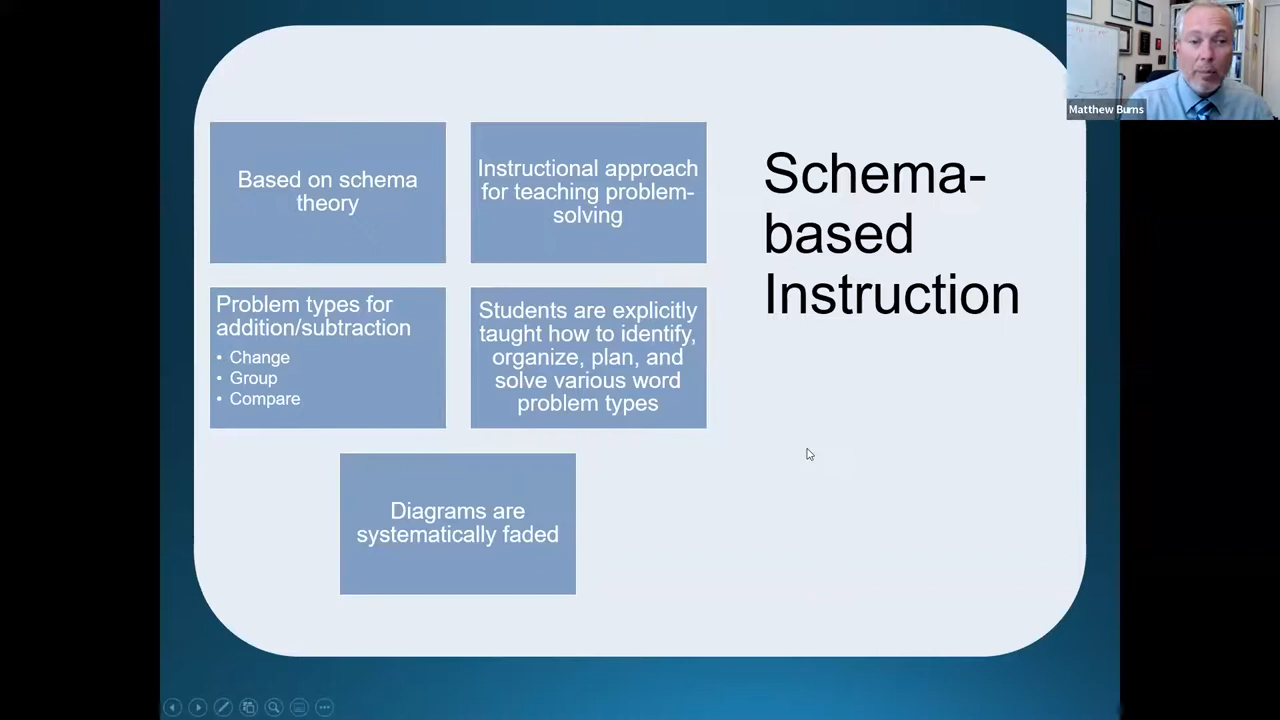 Based on schema
theory
Instructional approach
for teaching problem-
solving
Problem types for
addition/subtraction
• Change
• Group
• Compare
Students are explicitly
taught how to identify,
organize, plan, and
solve various word
problem types
Diagrams are
systematically faded
Schema-
based
Instruction
Matthew Burns